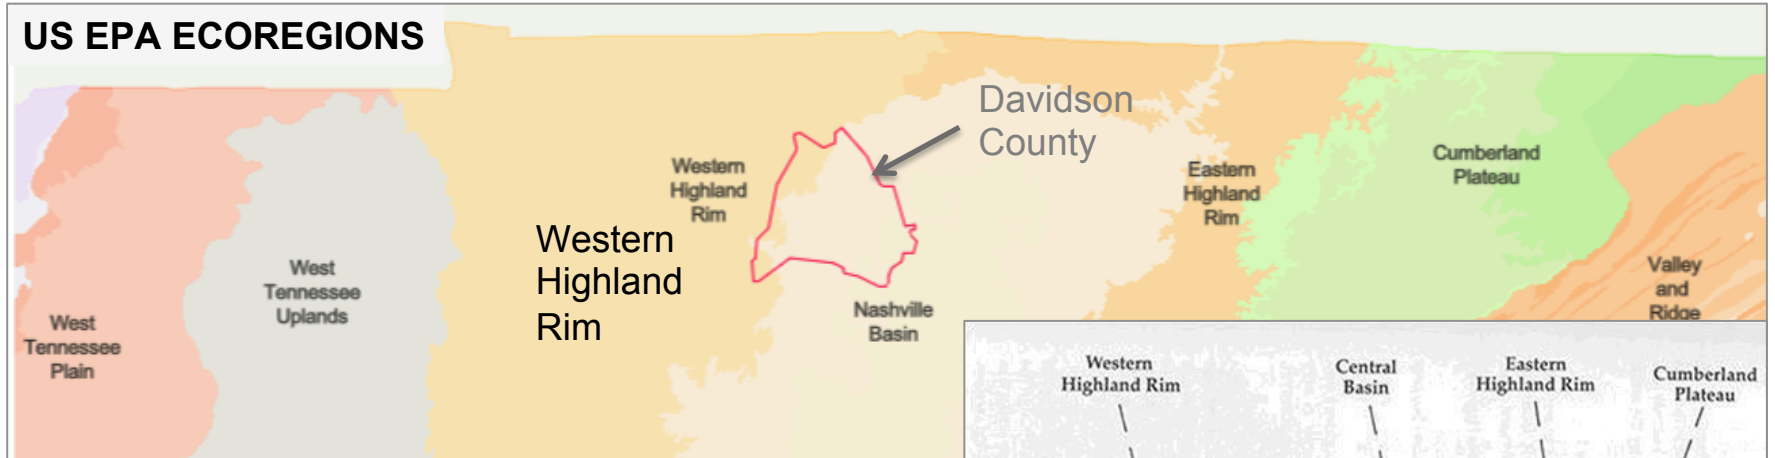 US EPA ECOREGIONS
Davidson
County
Western
Highland
Rim
Western
Highland
Rim
Eastern
Highland
Rim
Cumberland
Plateau
West
Tennessee
Uplands
Valley
and
Ridge
Nashville
Basin
West
Tennessee
Plain
Western
Highland Rim
Central
Basin
Eastern
Highland Rim
Cumberland
Plateau